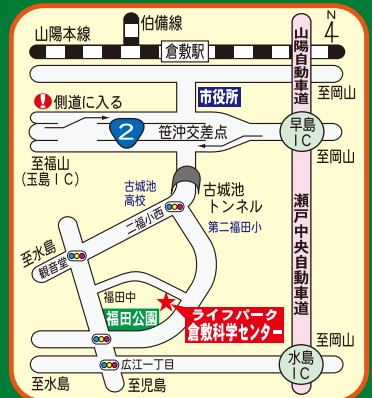 伯備線
山陽本線
倉敷駅
N
4
山陽自動車道
至岡山
市役所
!側道に入る
2
笹沖交差点
早島
IC
至岡山
至福山
(玉島IC)
古城池
高校
古城池
トンネル
二福小西
第二福田小
瀬戸中央自動車道
至水島
観音堂
福田中
福田公園
ライフパーク
倉敷科学センター
至岡山
水島
IC
広江一丁目
至水島
至児島